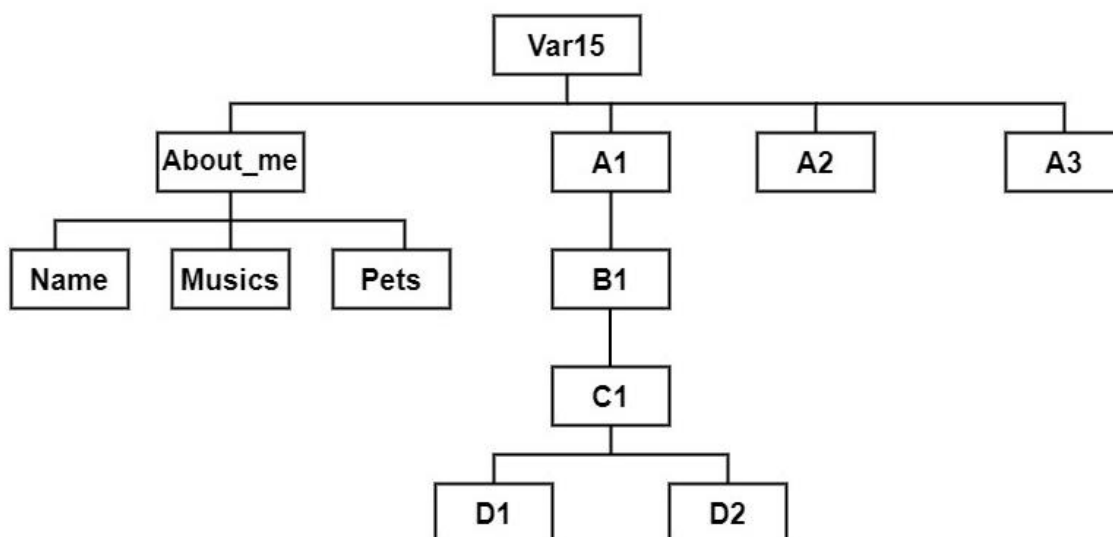 Var15
About_me
A1
A2
A3
Name
Musics
Pets
B1
C1
D1
D2